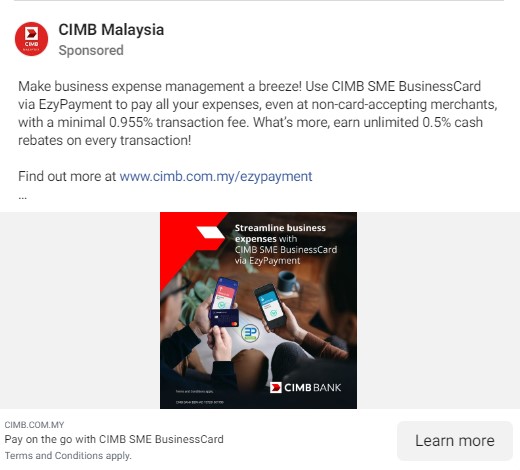 CIMB Malaysia
Sponsored
Make business expense management a breeze! Use CIMB SME BusinessCard
via EzyPayment to pay all your expenses, even at non-card-accepting merchants,
with a minimal 0.955% transaction fee. What's more, earn unlimited 0.5% cash
rebates on every transaction!
Find out more at www.cimb.com.my/ezypayment
...
Streamline business
expenses with
CIMB SME BusinessCard
via EzyPayment
Terms and Conditions apply.
CIMB BANK
CIMB.COM.MY
Pay on the go with CIMB SME BusinessCard
Terms and Conditions apply.
Learn more